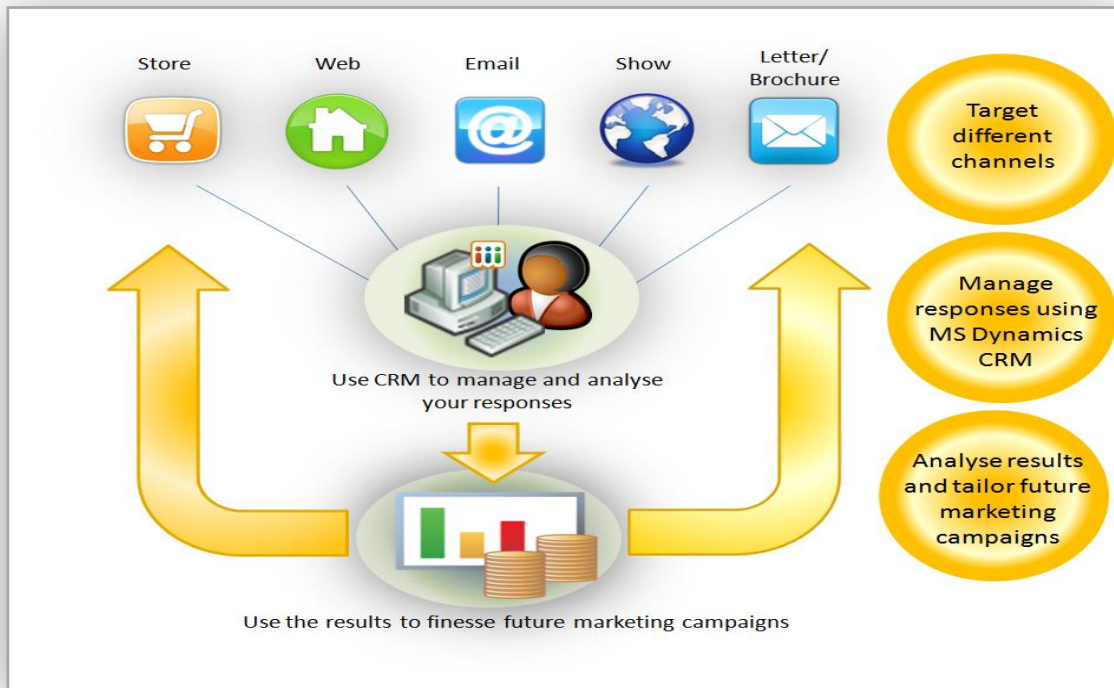 Store
Web
Email
Show
Letter/
Brochure
@
Target
different
channels
Manage
responses using
MS Dynamics
CRM
Use CRM to manage and analyse
your responses
Analyse results
and tailor future
marketing
campaigns
Use the results to finesse future marketing campaigns